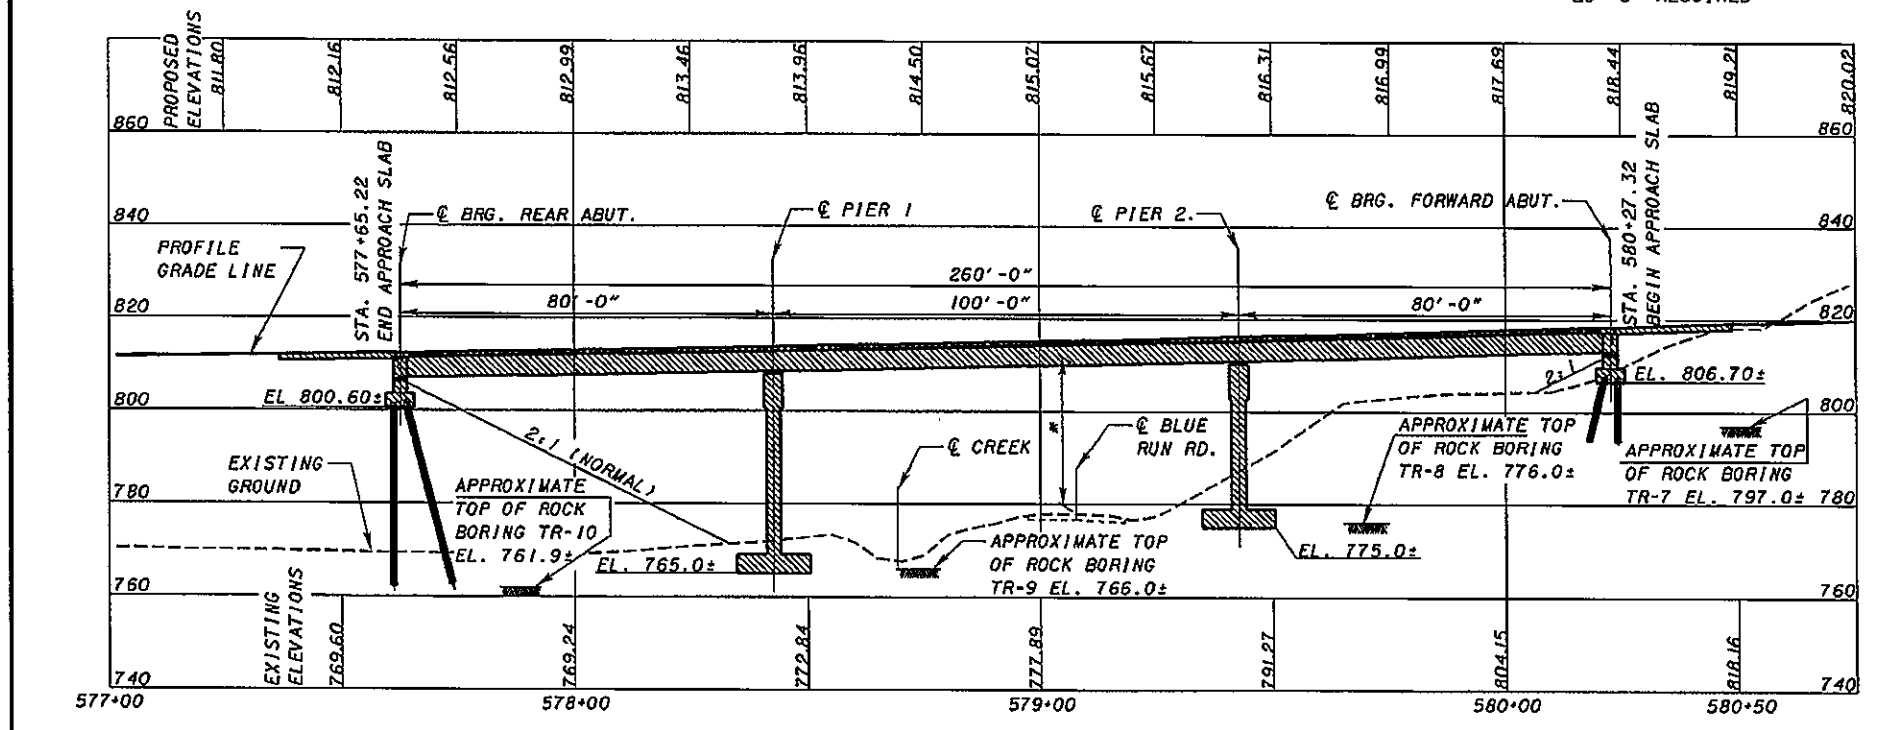 PROPOSED
ELEVATIONS
811.80
812.16
812.56
812.99
813.46
813.96
814.50
815.07
815.67
816.31
816.99
817.69
818.44
819.21
820.02
860
860
840
840
820
820
800
800
780
780
760
760
740
740
STA. 577+65.22
END APPROACH SLAB
℄ BRG. REAR ABUT.
℄ PIER 1
℄ PIER 2.
℄ BRG. FORWARD ABUT.
STA. 580+27.32
BEGIN APPROACH SLAB
PROFILE
GRADE LINE
260'-0"
80'-0"
100'-0"
80'-0"
EL 800.60±
2:1 (NORMAL)
*
EL. 806.70±
EXISTING
GROUND
APPROXIMATE
TOP OF ROCK
BORING TR-10
EL. 761.9±
EL. 765.0±
℄ CREEK
℄ BLUE
RUN RD.
APPROXIMATE TOP
OF ROCK BORING
TR-9 EL. 766.0±
APPROXIMATE TOP
OF ROCK BORING
TR-8 EL. 776.0±
EL. 775.0±
APPROXIMATE TOP
OF ROCK BORING
TR-7 EL. 797.0±
EXISTING
ELEVATIONS
769.60
769.24
772.84
777.89
791.27
804.15
818.16
577+00
578+00
579+00
580+00
580+50